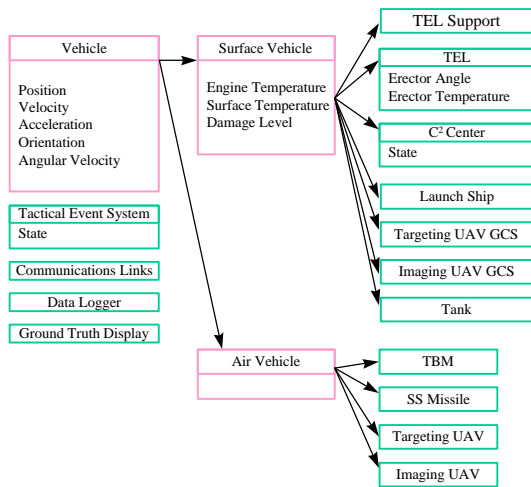 Vehicle
Position
Velocity
Acceleration
Orientation
Angular Velocity
Tactical Event System
State
Communications Links
Data Logger
Ground Truth Display
Surface Vehicle
Engine Temperature
Surface Temperature
Damage Level
Air Vehicle
TEL Support
TEL
Erector Angle
Erector Temperature
C² Center
State
Launch Ship
Targeting UAV GCS
Imaging UAV GCS
Tank
TBM
SS Missile
Targeting UAV
Imaging UAV